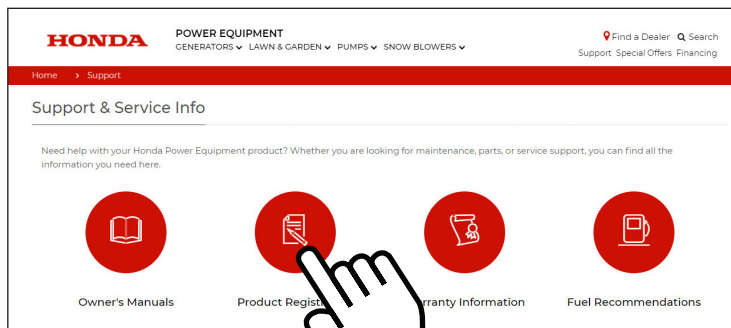 HONDA
POWER EQUIPMENT
GENERATORS LAWN & GARDEN PUMPS SNOW BLOWERS
Find a Dealer Search
Support Special Offers Financing
Home > Support
Support & Service Info
Need help with your Honda Power Equipment product? Whether you are looking for maintenance, parts, or service support, you can find all the
information you need here.
Owner's Manuals
Product
Information
Fuel Recommendations